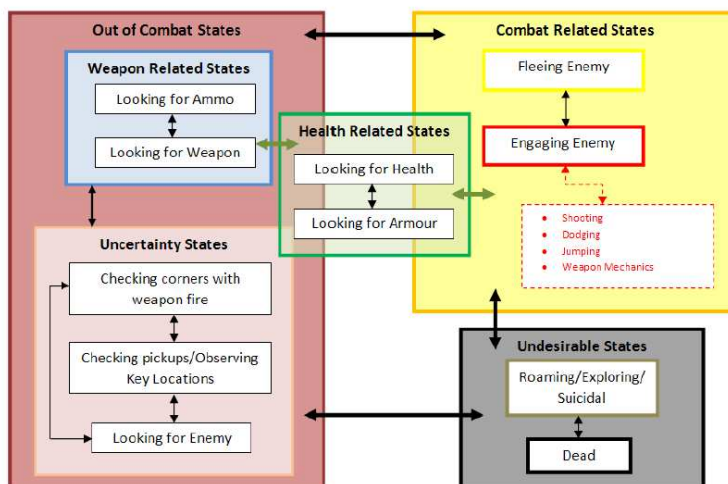 Out of Combat States
Weapon Related States
Looking for Ammo
Looking for Weapon
Health Related States
Looking for Health
Looking for Armour
Uncertainty States
Checking corners with
weapon fire
Checking pickups/Observing
Key Locations
Looking for Enemy
Combat Related States
Fleeing Enemy
Engaging Enemy
• Shooting
• Dodging
• Jumping
• Weapon Mechanics
Undesirable States
Roaming/Exploring/
Suicidal
Dead